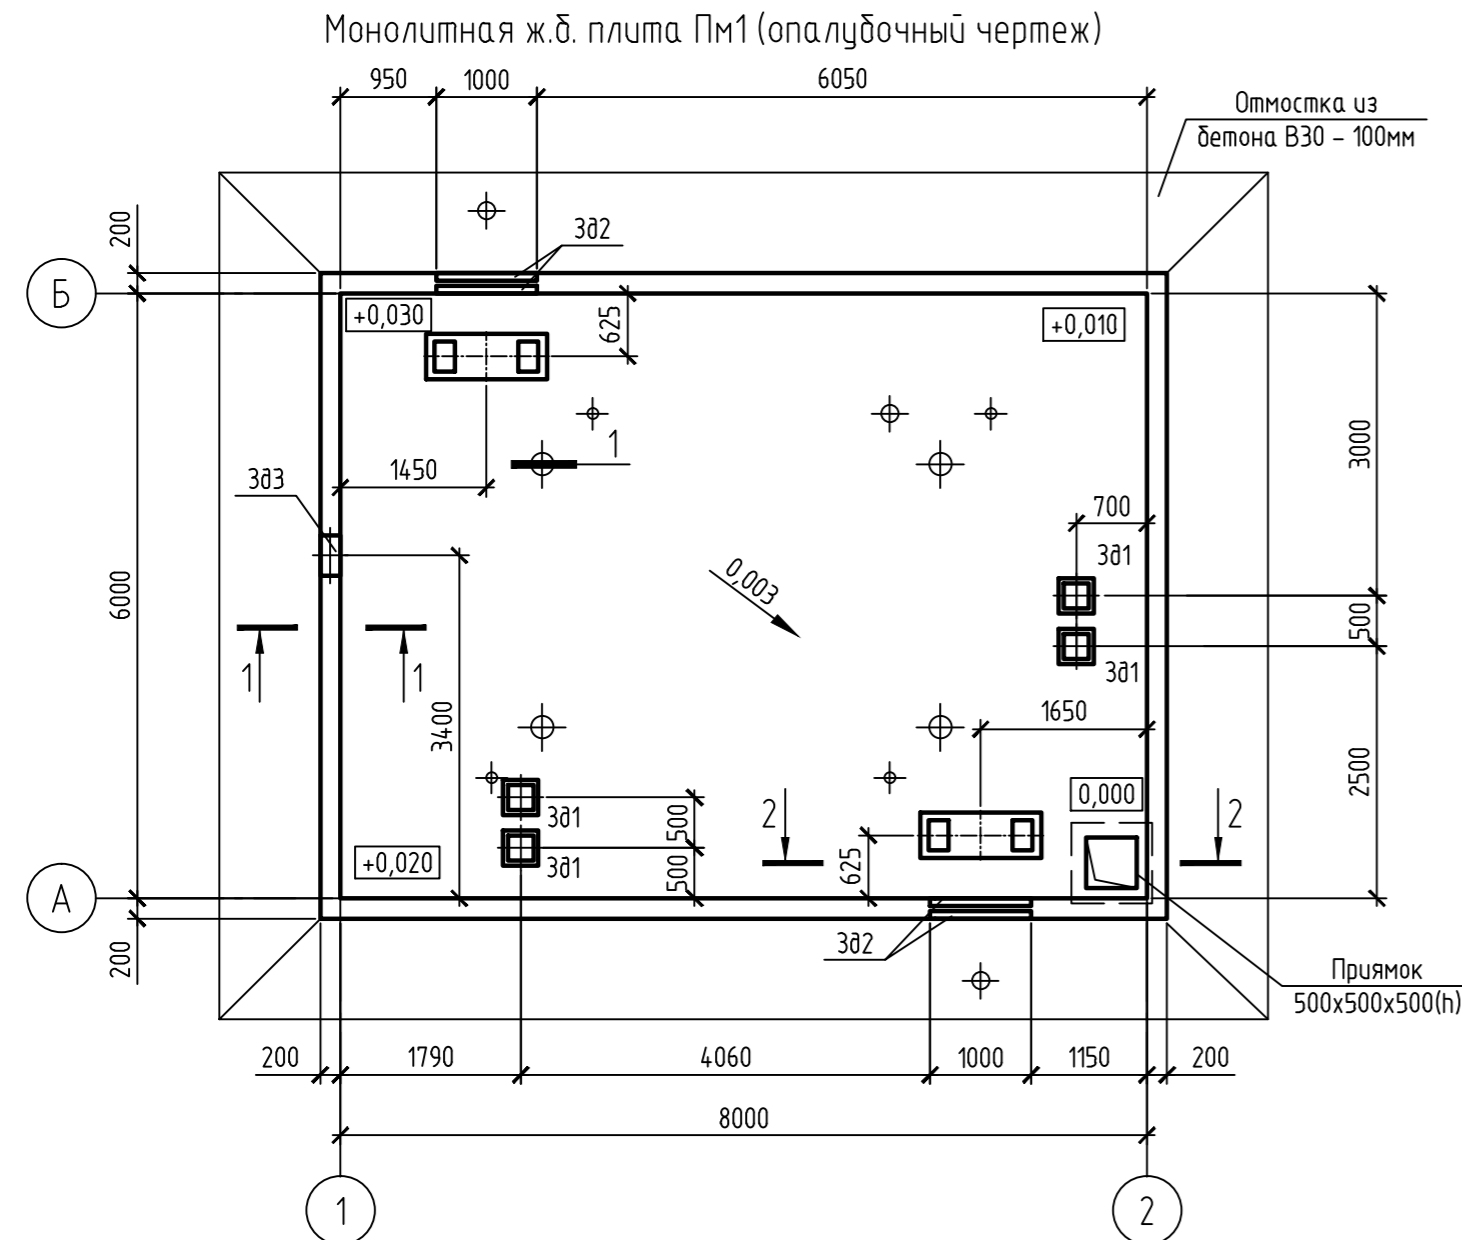 Монолитная ж.б. плита Пм1 (опалубочный чертеж)
950 1000 6050
Отмостка из
бетона В30 – 100мм
200
Зд2
Б
+0,030
625
+0,010
1
1450
3000
Зд3
700
Зд1
0,003
6000
500
1 1
Зд1
3400
1650
2500
0,000
Зд1
500
2 2
+0,020
Зд1
500
625
А
Зд2
200
Приямок
500х500х500(h)
200 1790 4060 1000 1150 200
8000
1 2